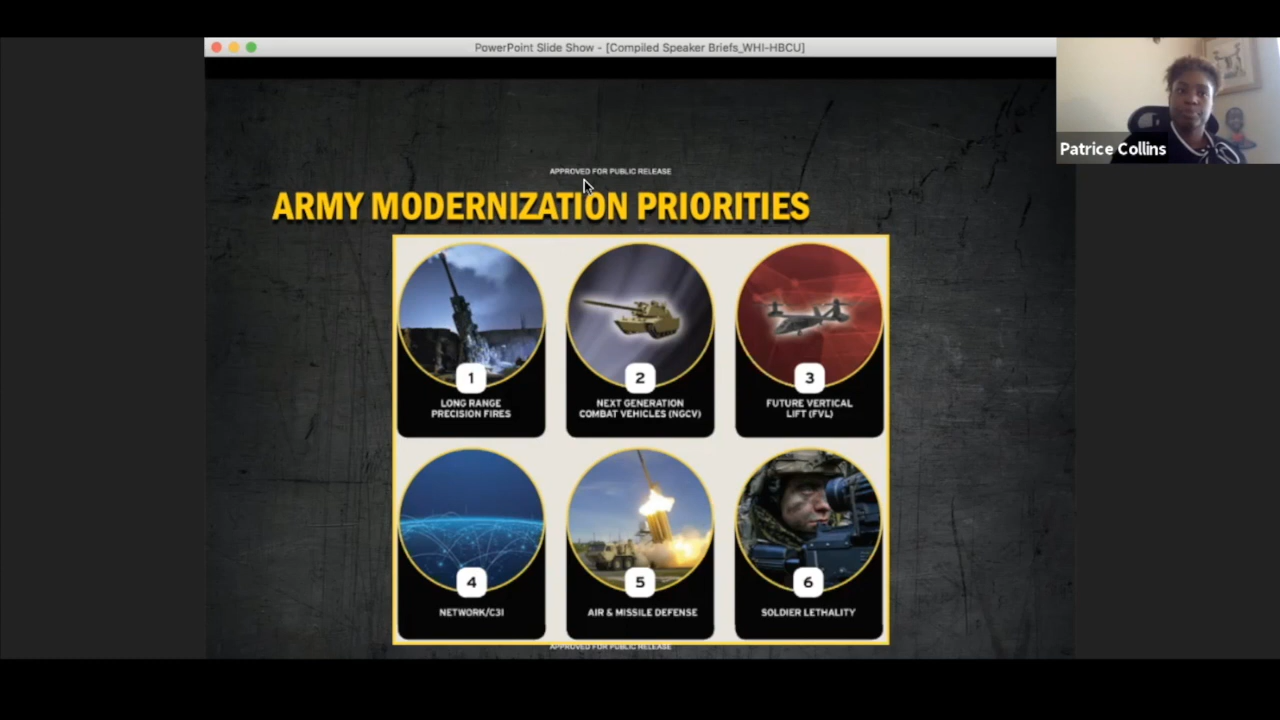 PowerPoint Slide Show - [Compiled Speaker Briefs_WHI-HBCU]
Patrice Collins
APPROVED FOR PUBLIC RELEASE
ARMY MODERNIZATION PRIORITIES
1
LONG RANGE
PRECISION FIRES
2
NEXT GENERATION
COMBAT VEHICLES (NGCV)
3
FUTURE VERTICAL
LIFT (FVL)
4
NETWORK/C3I
5
AIR & MISSILE DEFENSE
6
SOLDIER LETHALITY
APPROVED FOR PUBLIC RELEASE